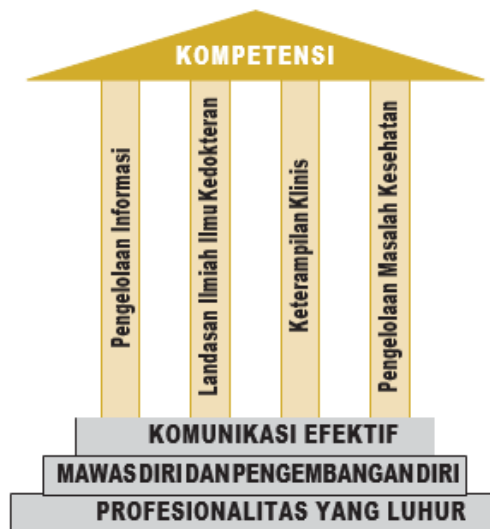 KOMPETENSI
Pengelolaan Informasi
Landasan Ilmiah Ilmu Kedokteran
Keterampilan Klinis
Pengelolaan Masalah Kesehatan
KOMUNIKASI EFEKTIF
MAWAS DIRI DAN PENGEMBANGAN DIRI
PROFESIONALITAS YANG LUHUR